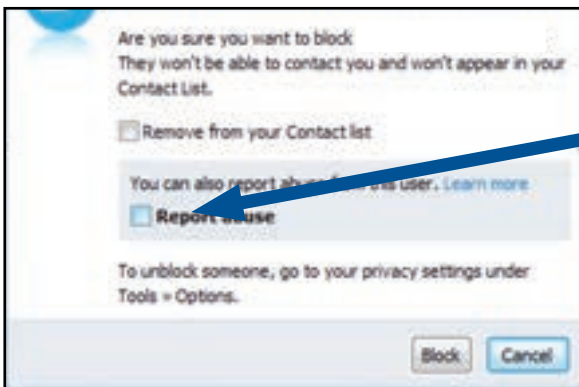 Are you sure you want to block
They won't be able to contact you and won't appear in your
Contact List.
Remove from your Contact list
You can also report abuse from this user. Learn more
Report abuse
To unblock someone, go to your privacy settings under
Tools > Options.
Block
Cancel